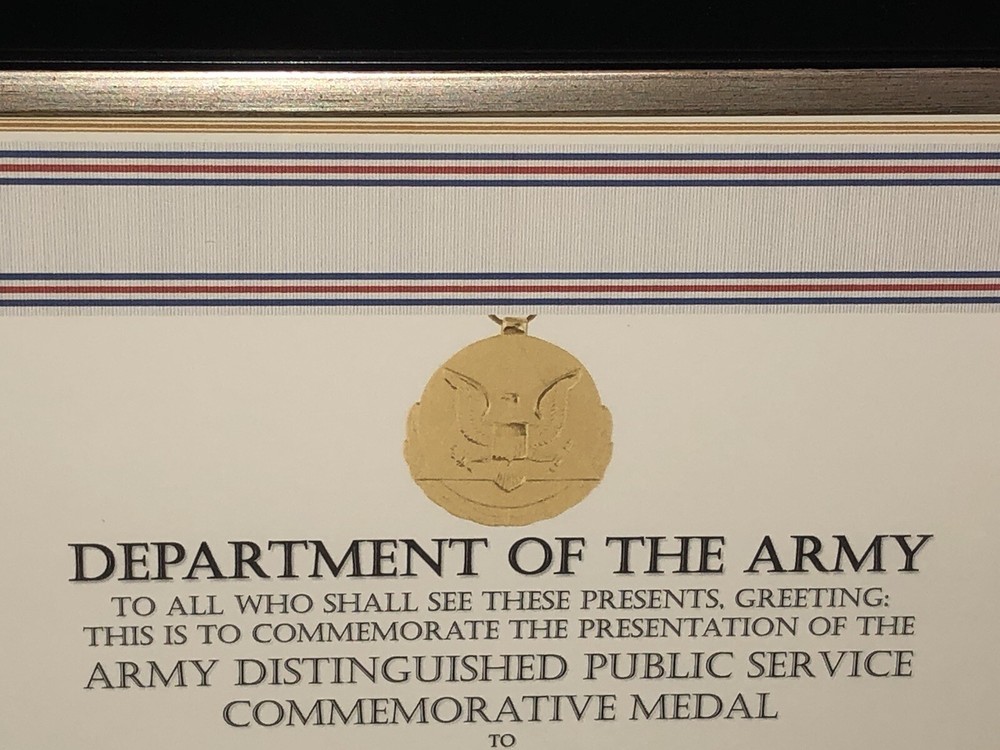 DEPARTMENT OF THE ARMY
TO ALL WHO SHALL SEE THESE PRESENTS, GREETING:
THIS IS TO COMMEMORATE THE PRESENTATION OF THE
ARMY DISTINGUISHED PUBLIC SERVICE
COMMEMORATIVE MEDAL
TO